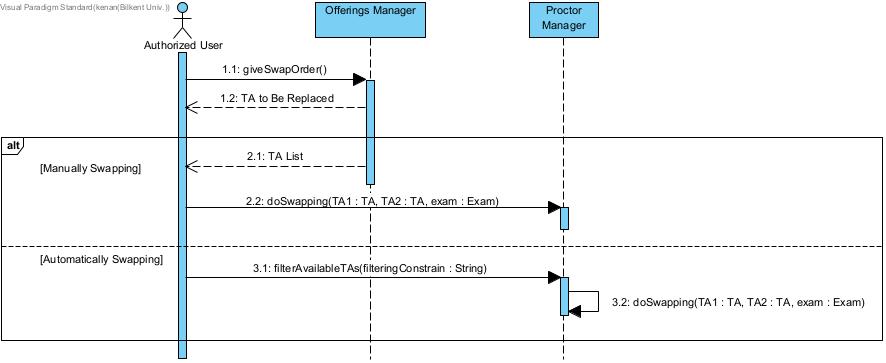 Visual Paradigm Standard(kenan(Bilkent Univ.))
Authorized User
Offerings Manager
Proctor
Manager
1.1: giveSwapOrder()
1.2: TA to Be Replaced
alt
2.1: TA List
[Manually Swapping]
2.2: doSwapping(TA1 : TA, TA2 : TA, exam : Exam)
[Automatically Swapping]
3.1: filterAvailableTAs(filteringConstrain : String)
3.2: doSwapping(TA1 : TA, TA2 : TA, exam : Exam)